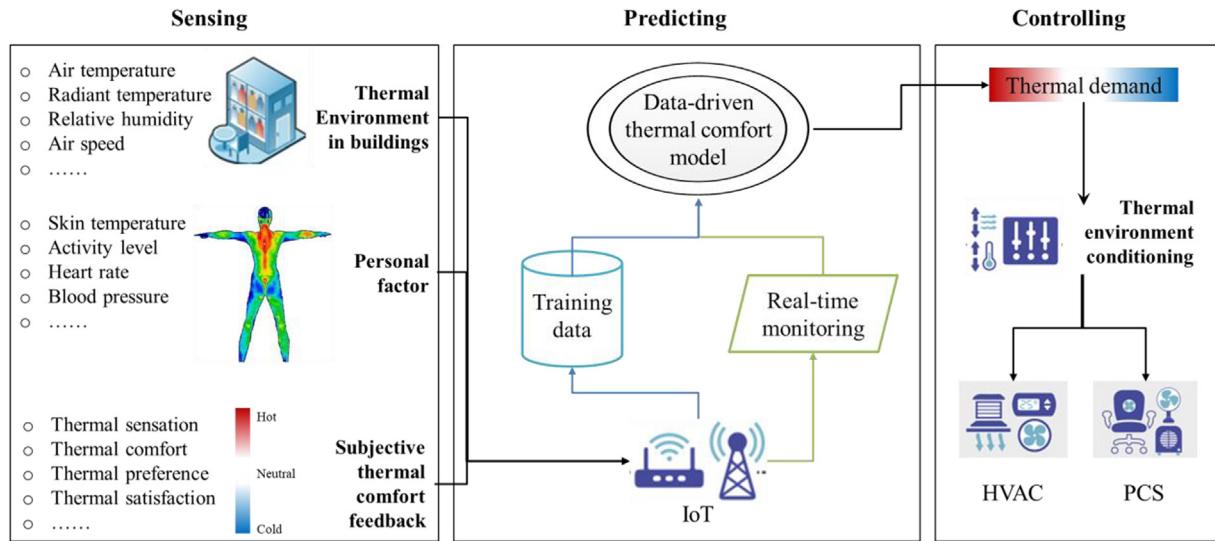 Sensing
Predicting
Controlling
○ Air temperature
○ Radiant temperature
○ Relative humidity
○ Air speed
○ ……
Thermal
Environment
in buildings
○ Skin temperature
○ Activity level
○ Heart rate
○ Blood pressure
○ ……
Personal
factor
○ Thermal sensation
○ Thermal comfort
○ Thermal preference
○ Thermal satisfaction
○ ……
Hot
Neutral
Cold
Subjective
thermal
comfort
feedback
Data-driven
thermal comfort
model
Training
data
Real-time
monitoring
IoT
Thermal demand
Thermal
environment
conditioning
HVAC
PCS